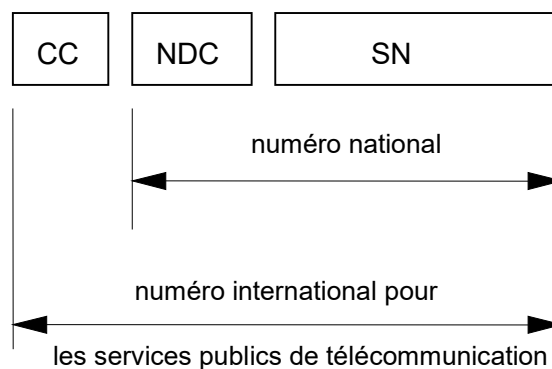 CC NDC SN
numéro national
numéro international pour
les services publics de télécommunication